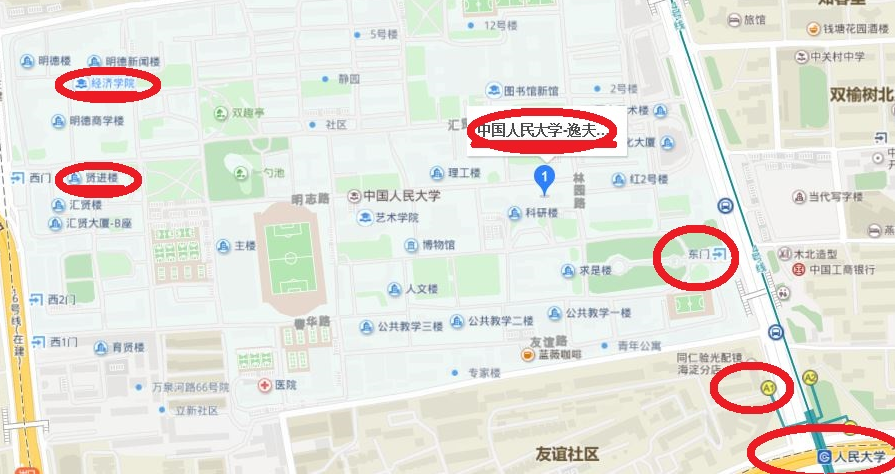 5号楼
12号楼
旅馆
钱塘花园酒店
中关村中学
双榆树北
明德楼
明德新闻楼
经济学院
静园
图书馆新馆
2号楼
双趣亭
明德商学楼
社区
中国人民大学-逸夫...
术楼
化大厦
理工楼
林园路
红2号楼
西门
贤进楼
一勺池
明志路
中国人民大学
当代写字楼
汇贤楼
汇贤大厦-B座
艺术学院
科研楼
主楼
博物馆
东门
木北造型
中国工商银行
求是楼
16号线(在建)
西2门
人文楼
公共教学三楼
公共教学二楼
公共教学一楼
西1门
育贤楼
友谊路
蓝薇咖啡
青年公寓
同仁验光配镜
海淀分店
专家楼
万泉河路66号院
医院
立新社区
A1
A2
友谊社区
人民大学
1